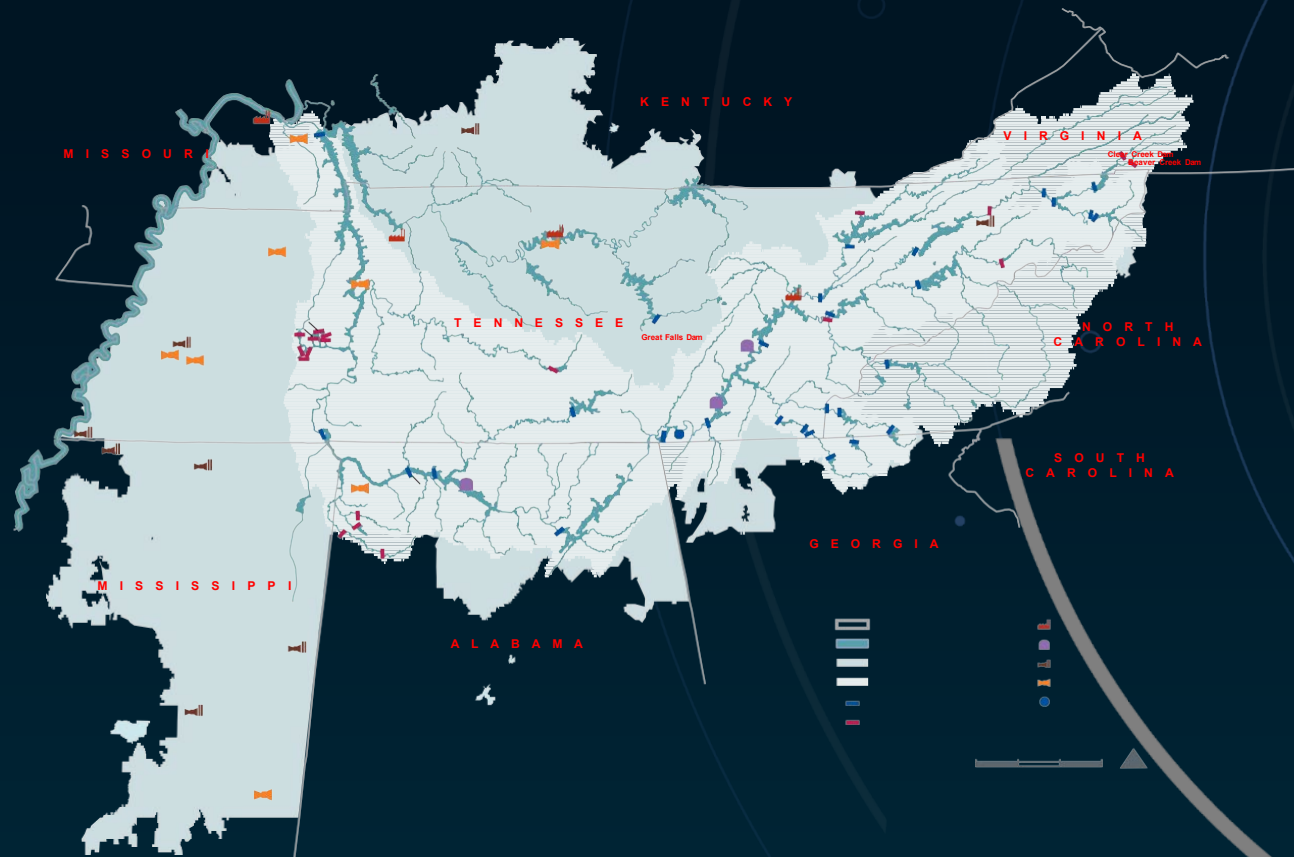 KENTUCKY
VIRGINIA
MISSOURI
Clear Creek Dam
Beaver Creek Dam
TENNESSEE
Great Falls Dam
NORTH
CAROLINA
SOUTH
CAROLINA
GEORGIA
MISSISSIPPI
ALABAMA